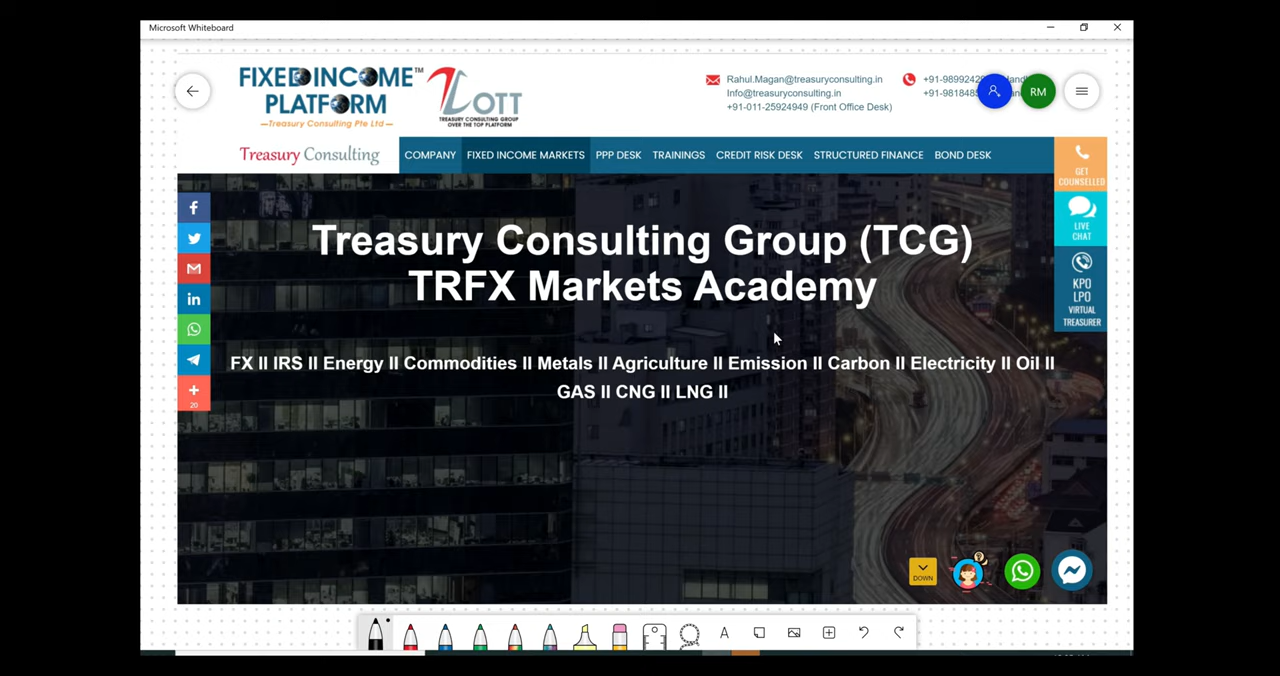 Microsoft Whiteboard
FIXED INCOME™
PLATFORM
Treasury Consulting Pte Ltd
OTT
TREASURY CONSULTING GROUP
OVER THE TOP PLATFORM
Rahul.Magan@treasuryconsulting.in
Info@treasuryconsulting.in
+91-011-25924949 (Front Office Desk)
RM
Treasury Consulting
COMPANY FIXED INCOME MARKETS PPP DESK TRAININGS CREDIT RISK DESK STRUCTURED FINANCE BOND DESK
GET
COUNSELLED
LIVE
CHAT
KPO
LPO
VIRTUAL
TREASURER
Treasury Consulting Group (TCG)
TRFX Markets Academy
FX II IRS II Energy II Commodities II Metals II Agriculture II Emission II Carbon II Electricity II Oil II
GAS II CNG II LNG II
20
DOWN